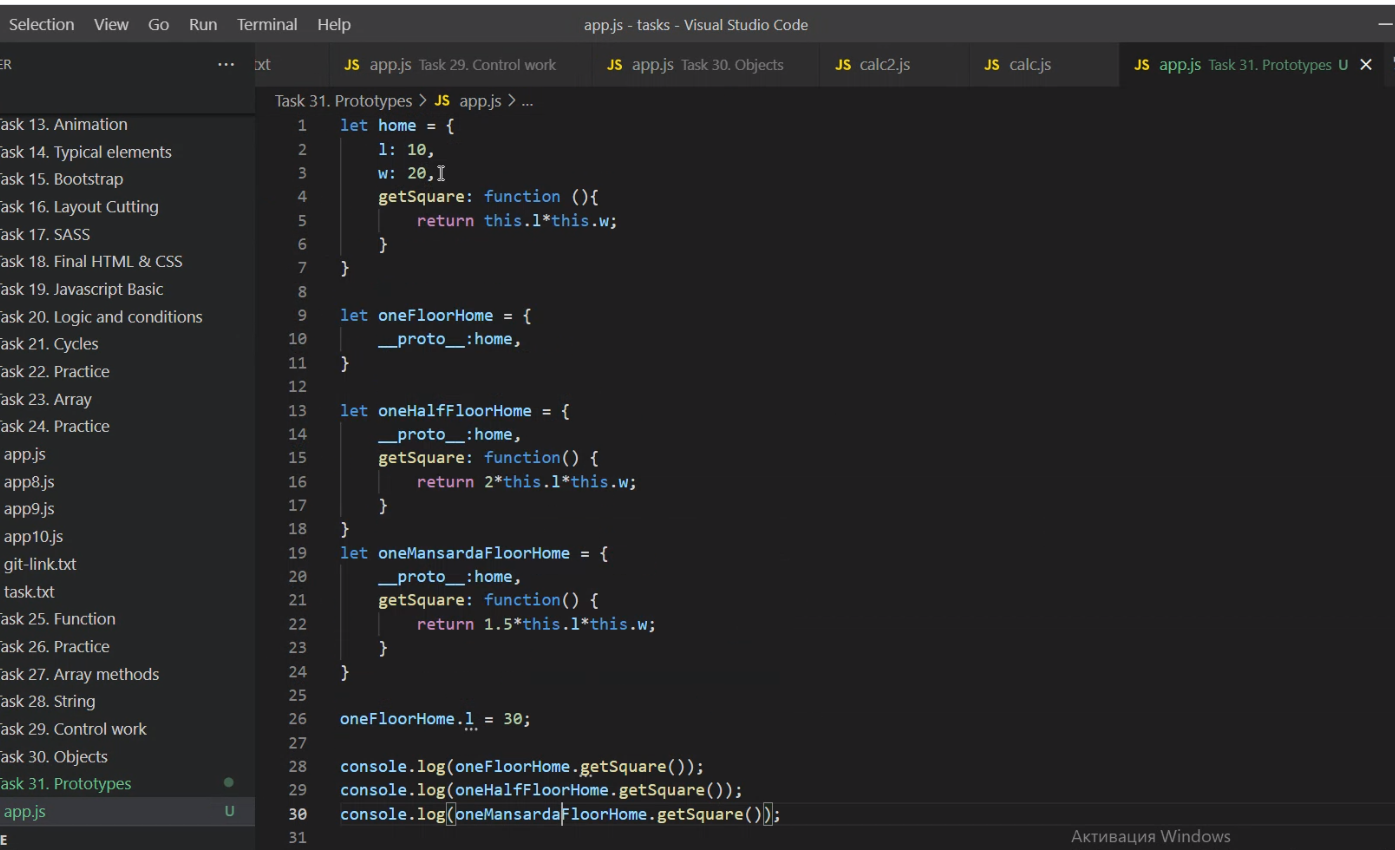 Selection View Go Run Terminal Help app.js - tasks - Visual Studio Code
ER ... txt JS app.js Task 29. Control work JS app.js Task 30. Objects JS calc2.js JS calc.js JS app.js Task 31. Prototypes U ×
Task 31. Prototypes > JS app.js > ...
ask 13. Animation
ask 14. Typical elements
ask 15. Bootstrap
ask 16. Layout Cutting
ask 17. SASS
ask 18. Final HTML & CSS
ask 19. Javascript Basic
ask 20. Logic and conditions
ask 21. Cycles
ask 22. Practice
ask 23. Array
ask 24. Practice
app.js
app8.js
app9.js
app10.js
git-link.txt
task.txt
ask 25. Function
ask 26. Practice
ask 27. Array methods
ask 28. String
ask 29. Control work
ask 30. Objects
ask 31. Prototypes
app.js U
E
1 let home = {
2 l: 10,
3 w: 20,
4 getSquare: function (){
5 return this.l*this.w;
6 }
7 }
8
9 let oneFloorHome = {
10 __proto__:home,
11 }
12
13 let oneHalfFloorHome = {
14 __proto__:home,
15 getSquare: function() {
16 return 2*this.l*this.w;
17 }
18 }
19 let oneMansardaFloorHome = {
20 __proto__:home,
21 getSquare: function() {
22 return 1.5*this.l*this.w;
23 }
24 }
25
26 oneFloorHome.l = 30;
27
28 console.log(oneFloorHome.getSquare());
29 console.log(oneHalfFloorHome.getSquare());
30 console.log(oneMansardaFloorHome.getSquare());
31
Активация Windows